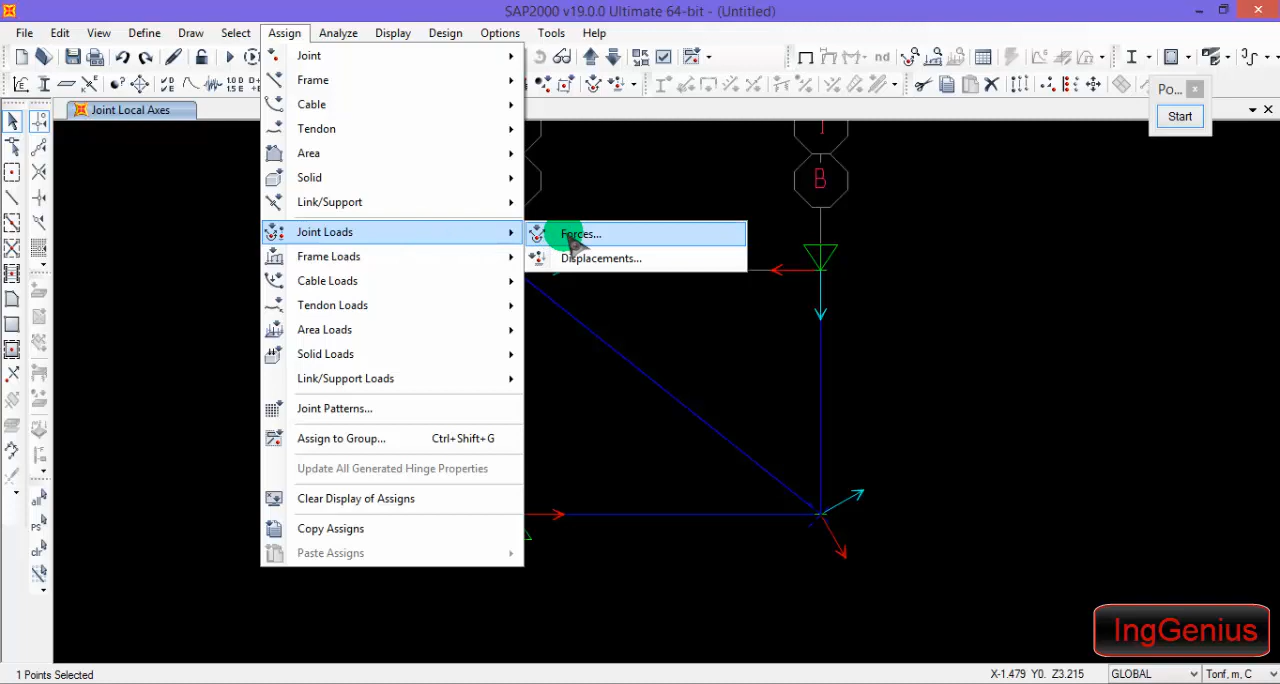 SAP2000 v19.0.0 Ultimate 64-bit - (Untitled)
File Edit View Define Draw Select Assign Analyze Display Design Options Tools Help
nd
Joint Local Axes
Po...
Start
Joint
Frame
Cable
Tendon
Area
Solid
Link/Support
Joint Loads
Frame Loads
Cable Loads
Tendon Loads
Area Loads
Solid Loads
Link/Support Loads
Joint Patterns...
Assign to Group... Ctrl+Shift+G
Update All Generated Hinge Properties
Clear Display of Assigns
Copy Assigns
Paste Assigns
Forces...
Displacements...
B
all
PS
clr
IngGenius
1 Points Selected
X-1.479 Y0. Z3.215
GLOBAL
Tonf, m, C